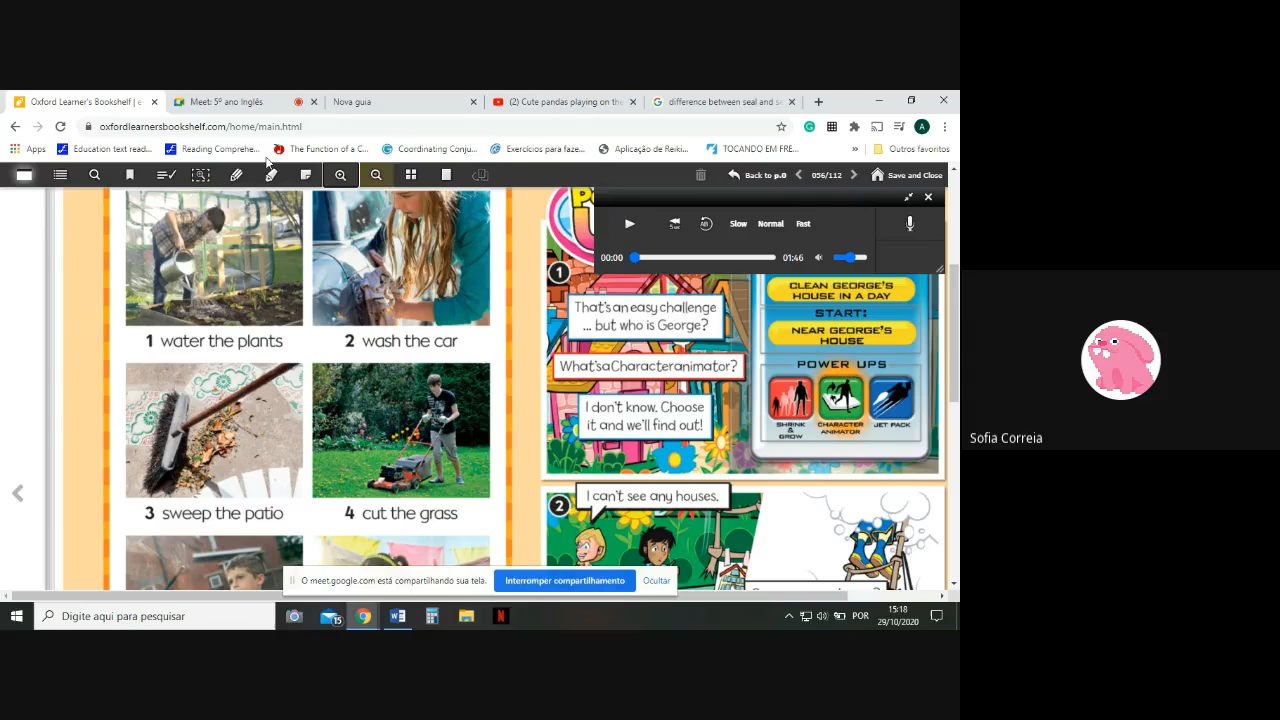 Oxford Learner's Bookshelf | e-
Meet: 5º ano Inglês
Nova guia
(2) Cute pandas playing on the
difference between seal and s
oxfordlearnersbookshelf.com/home/main.html
A
Apps
Education text read...
Reading Comprehe...
The Function of a C...
Coordinating Conju...
Exercícios para faze...
Aplicação de Reiki...
TOCANDO EM FRE...
»
Outros favoritos
Back to p.0
056/112
Save and Close
5 sec
AB
Slow
Normal
Fast
00:00
01:46
1 water the plants
2 wash the car
3 sweep the patio
4 cut the grass
1
That's an easy challenge
... but who is George?
What's a Character animator?
I don't know. Choose
it and we'll find out!
CLEAN GEORGE'S
HOUSE IN A DAY
START:
NEAR GEORGE'S
HOUSE
POWER UPS
SHRINK
&
GROW
CHARACTER
ANIMATOR
JET PACK
2
I can't see any houses.
O meet.google.com está compartilhando sua tela.
Interromper compartilhamento
Ocultar
Digite aqui para pesquisar
15
POR
15:18
29/10/2020
Sofia Correia